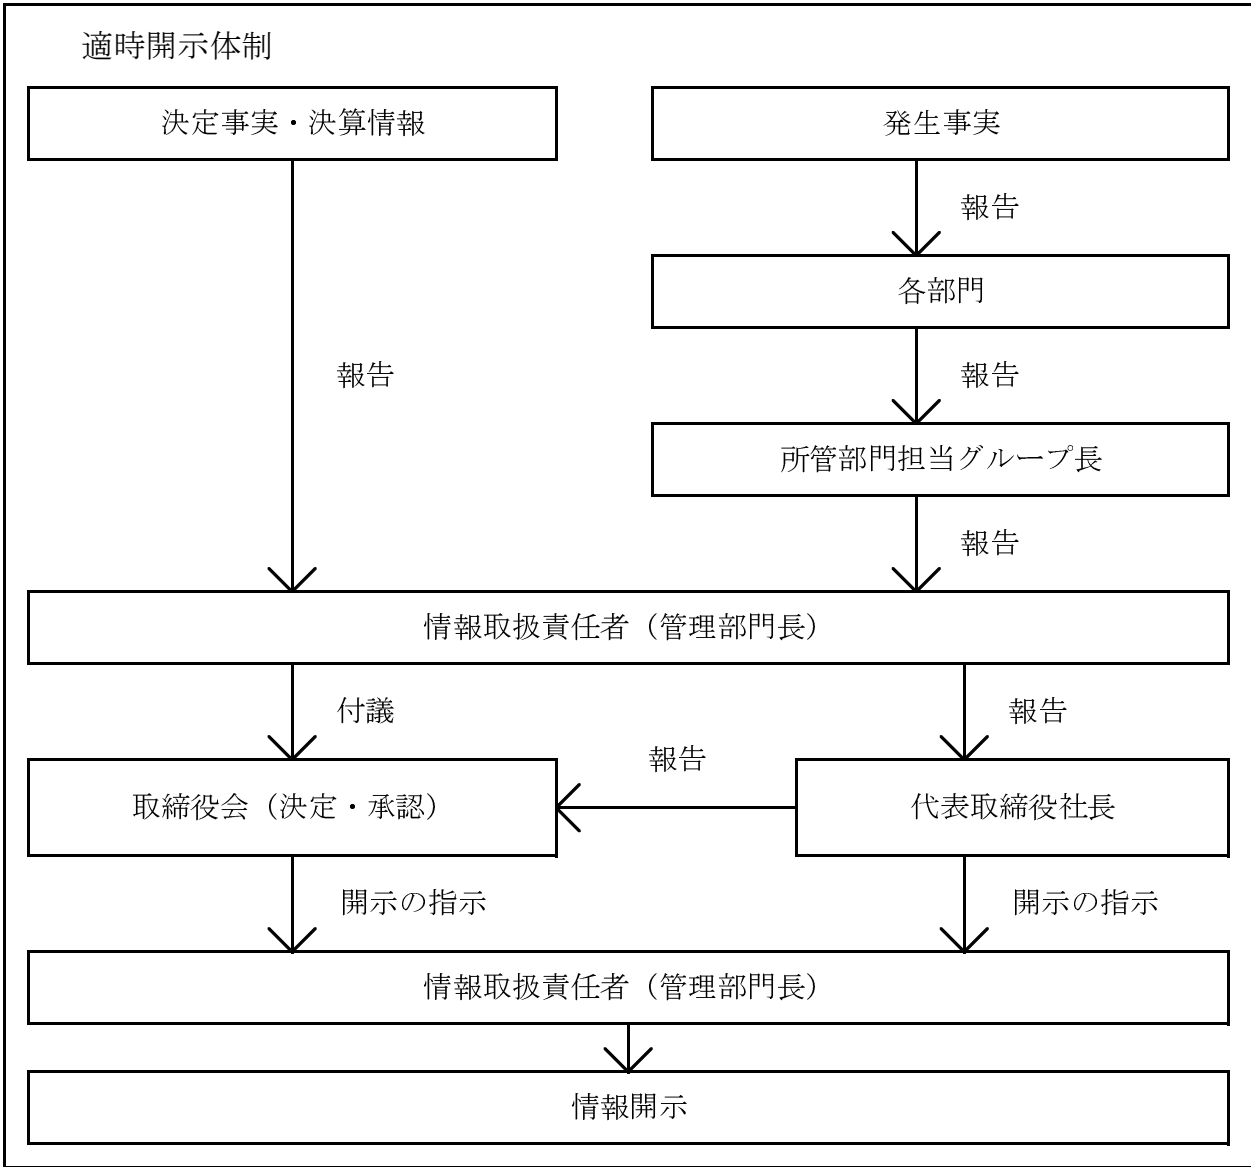 適時開示体制
決定事実・決算情報
発生事実
報告
各部門
報告
報告
所管部門担当グループ長
報告
情報取扱責任者（管理部門長）
付議
報告
報告
取締役会（決定・承認）
代表取締役社長
開示の指示
開示の指示
情報取扱責任者（管理部門長）
情報開示